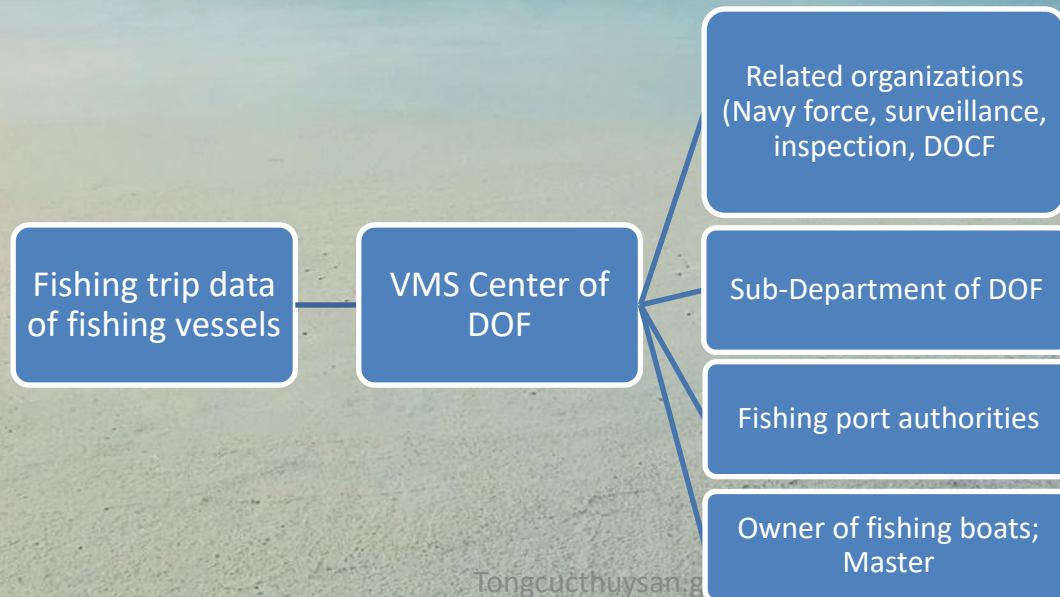 Related organizations
(Navy force, surveillance,
inspection, DOCF
Fishing trip data
of fishing vessels
VMS Center of
DOF
Sub-Department of DOF
Fishing port authorities
Owner of fishing boats;
Master
Tongcucthuysan.g